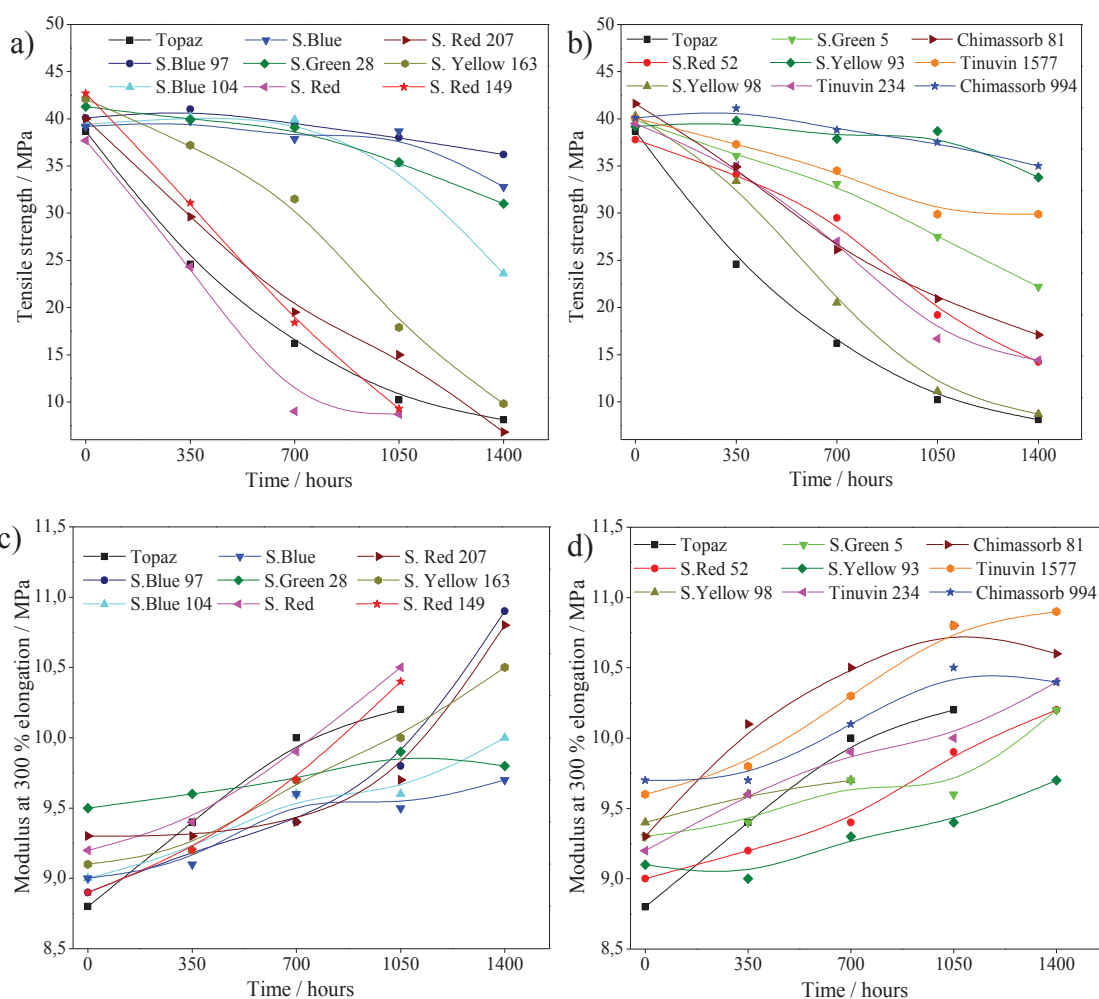 a)
Topaz S.Blue S. Red 207
S.Blue 97 S.Green 28 S. Yellow 163
S.Blue 104 S. Red S. Red 149
50
45
40
35
30
25
20
15
10
Tensile strength / MPa
0 350 700 1050 1400
Time / hours
b)
Topaz S.Green 5 Chimassorb 81
S.Red 52 S.Yellow 93 Tinuvin 1577
S.Yellow 98 Tinuvin 234 Chimassorb 994
50
45
40
35
30
25
20
15
10
Tensile strength / MPa
0 350 700 1050 1400
Time / hours
c)
Topaz S.Blue S. Red 207
S.Blue 97 S.Green 28 S. Yellow 163
S.Blue 104 S. Red S. Red 149
11,5
11,0
10,5
10,0
9,5
9,0
8,5
Modulus at 300 % elongation / MPa
0 350 700 1050 1400
Time / hours
d)
Topaz S.Green 5 Chimassorb 81
S.Red 52 S.Yellow 93 Tinuvin 1577
S.Yellow 98 Tinuvin 234 Chimassorb 994
11,5
11,0
10,5
10,0
9,5
9,0
8,5
Modulus at 300 % elongation / MPa
0 350 700 1050 1400
Time / hours